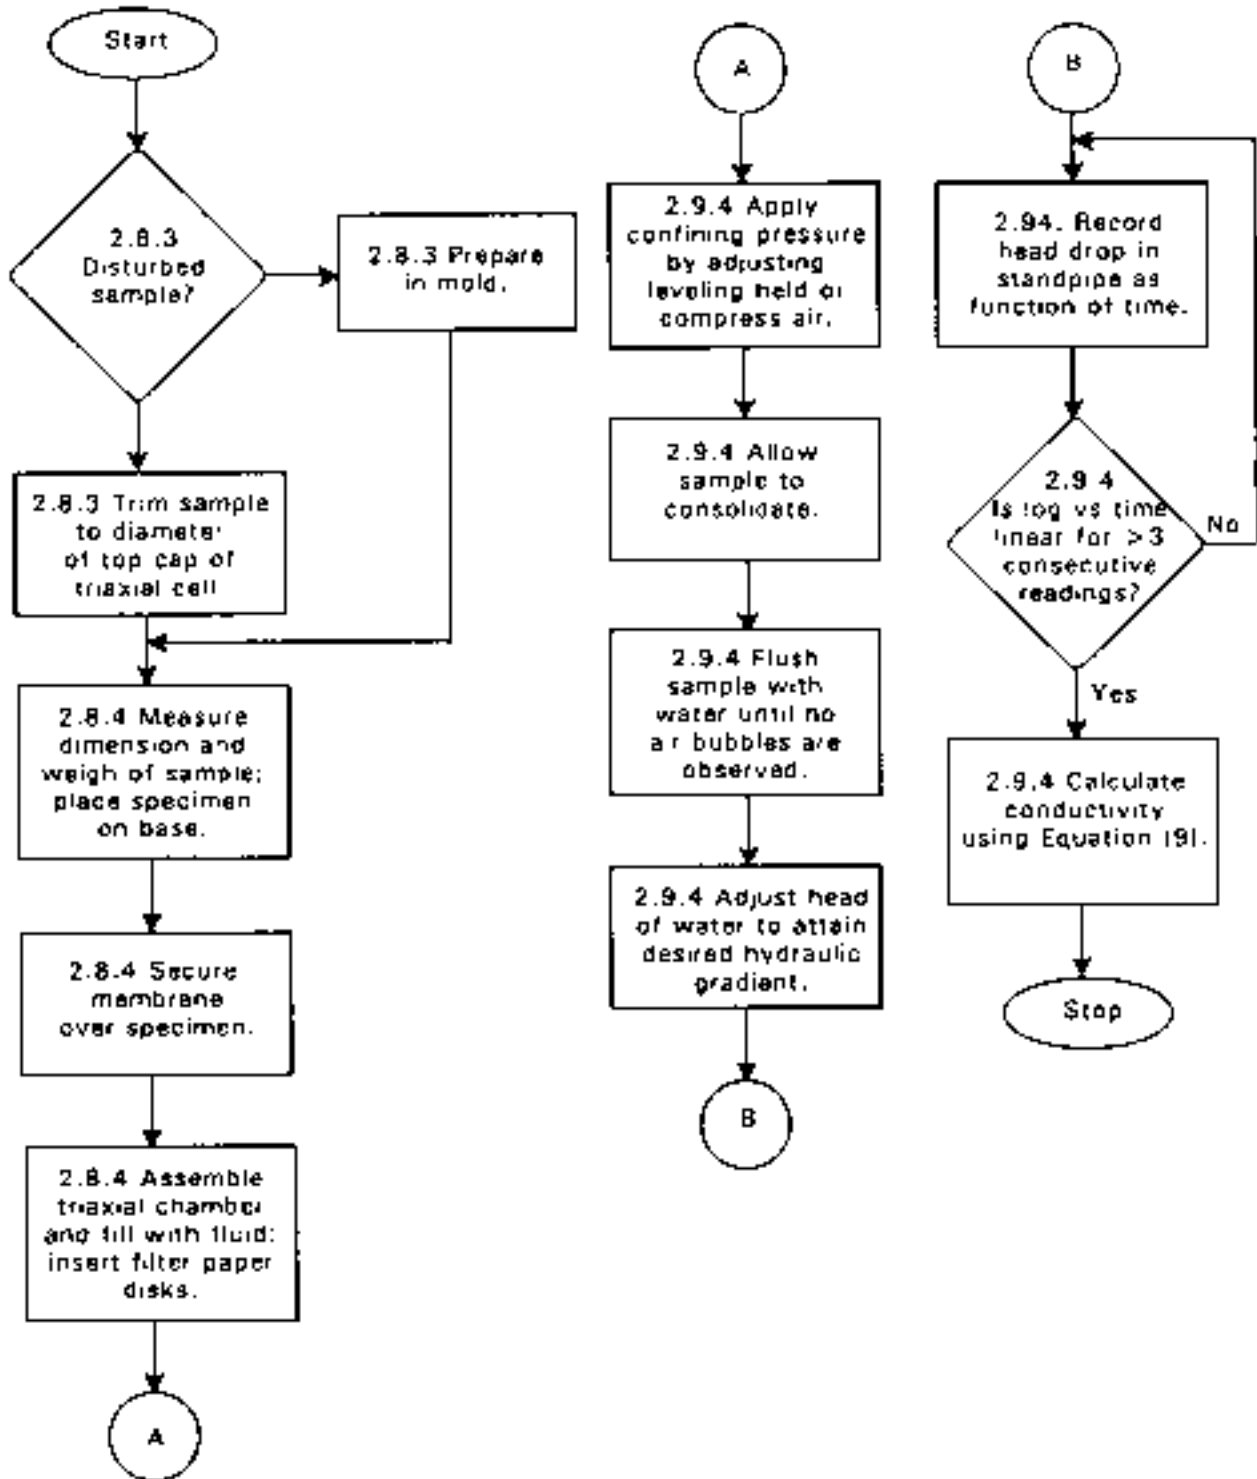 Start
2.8.3
Disturbed
sample?
2.8.3 Prepare
in mold.
2.8.3 Trim sample
to diameter
of top cap of
triaxial cell
2.8.4 Measure
dimension and
weigh of sample;
place specimen
on base.
2.8.4 Secure
membrane
over specimen.
2.8.4 Assemble
triaxial chamber
and fill with fluid;
insert filter paper
disks.
A
A
2.9.4 Apply
confining pressure
by adjusting
leveling held or
compress air.
2.9.4 Allow
sample to
consolidate.
2.9.4 Flush
sample with
water until no
air bubbles are
observed.
2.9.4 Adjust head
of water to attain
desired hydraulic
gradient.
B
B
2.94. Record
head drop in
standpipe as
function of time.
2.9 4
Is log vs time
linear for >3
consecutive
readings?
No
Yes
2.9.4 Calculate
conductivity
using Equation (9).
Stop